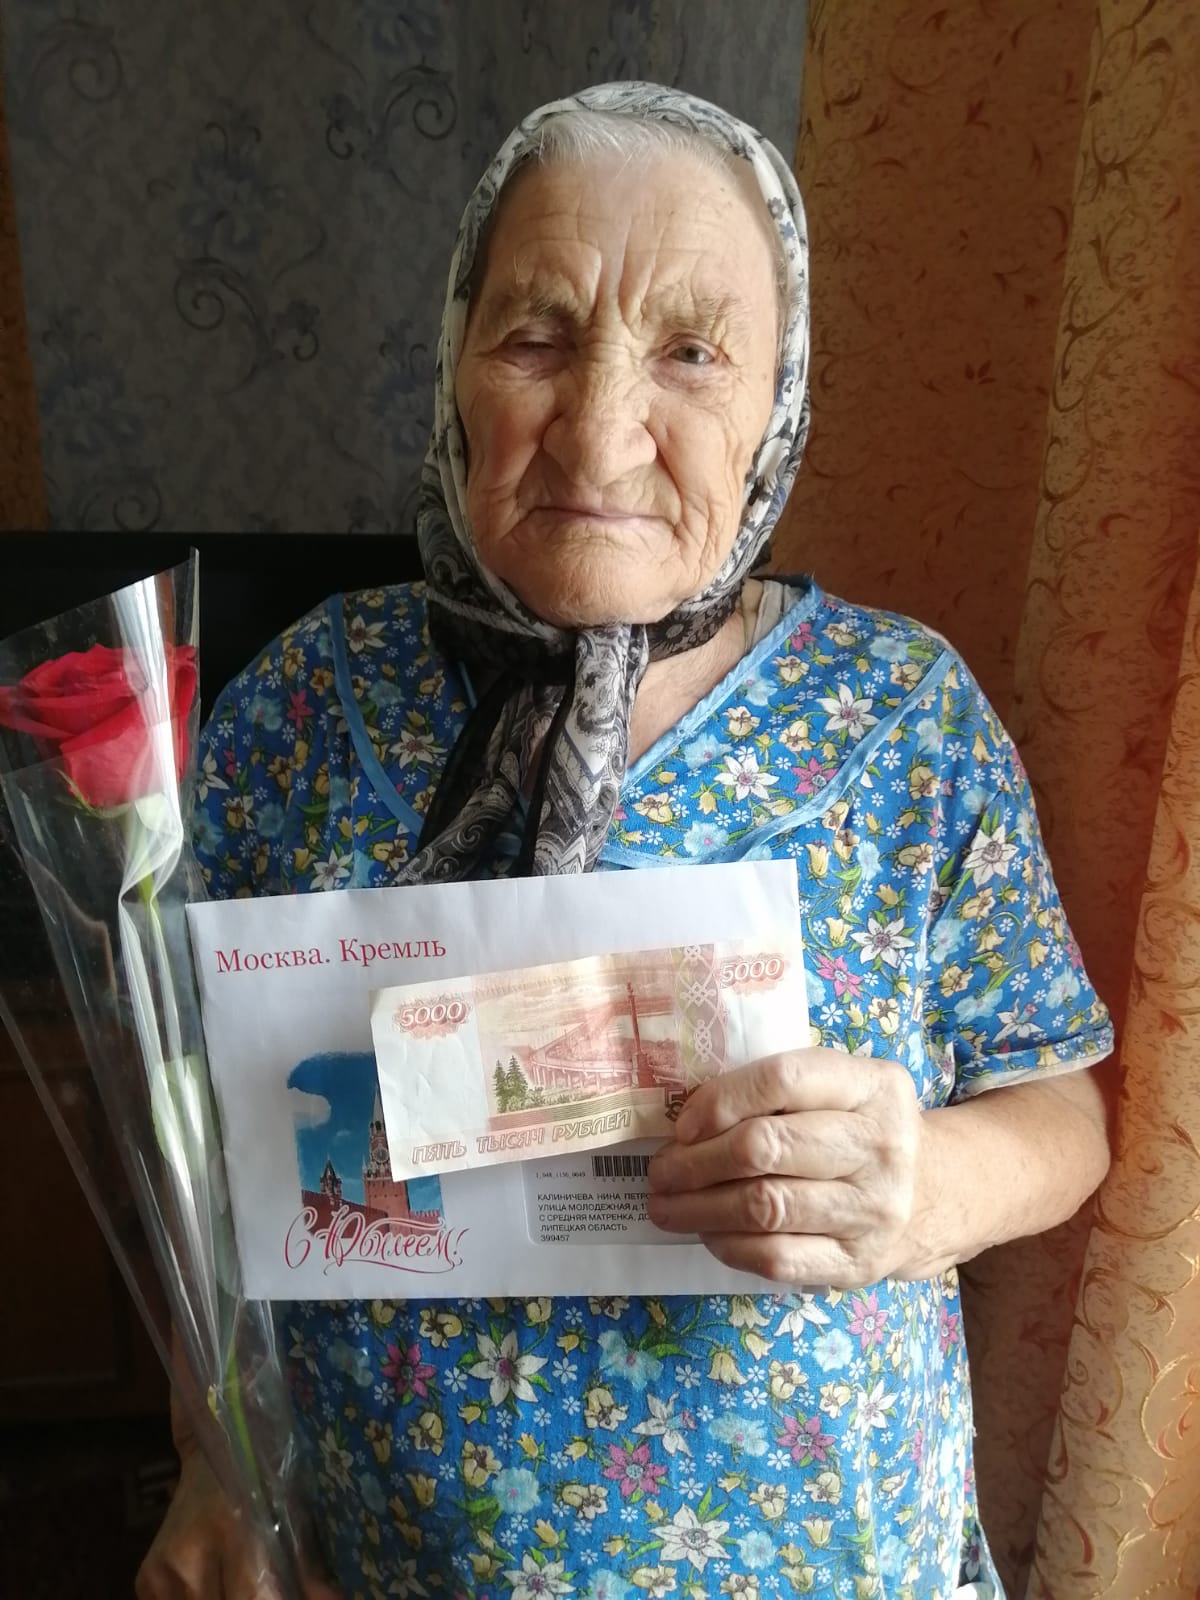 Москва. Кремль
5000
5000
ПЯТЬ ТЫСЯЧ РУБЛЕЙ
С Юбилеем!
КАЛИНИЧЕВА НИНА
УЛИЦА МОЛОДЕЖНАЯ
С СРЕДНЯЯ МАТРЕНКА,
ЛИПЕЦКАЯ ОБЛАСТЬ
399457